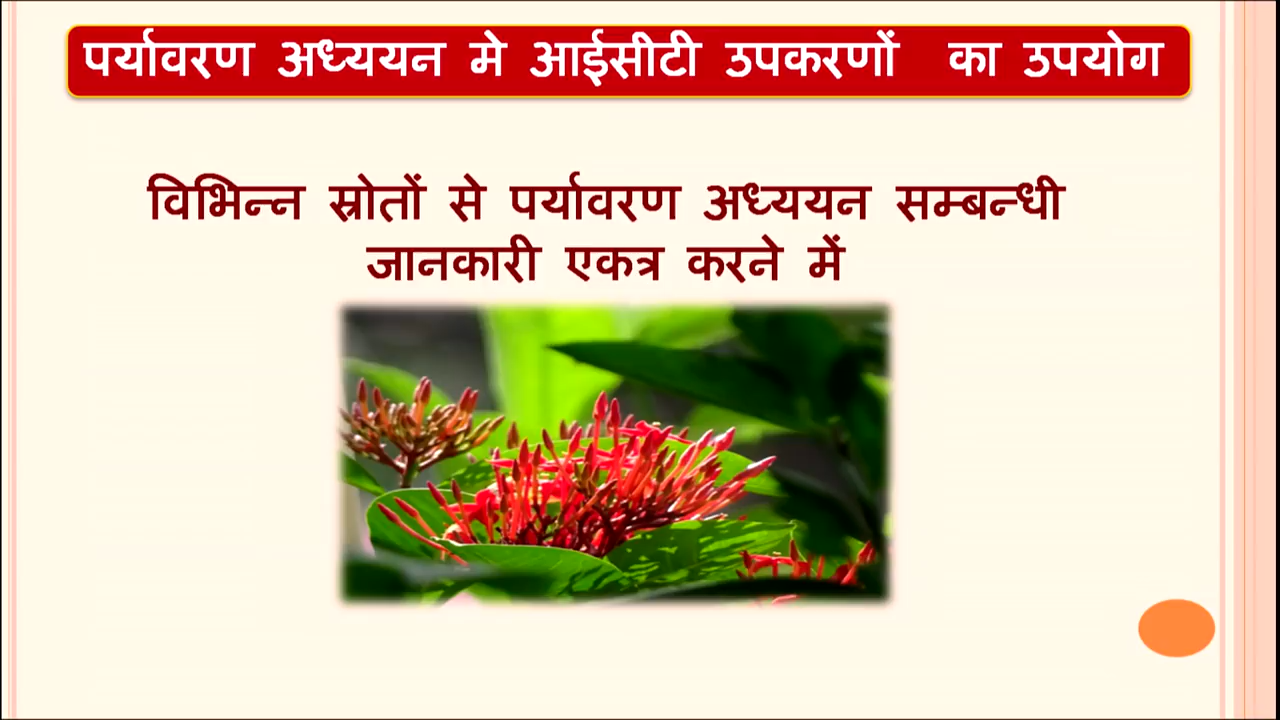 पर्यावरण अध्ययन मे आईसीटी उपकरणों का उपयोग
विभिन्न स्रोतों से पर्यावरण अध्ययन सम्बन्धी
जानकारी एकत्र करने में